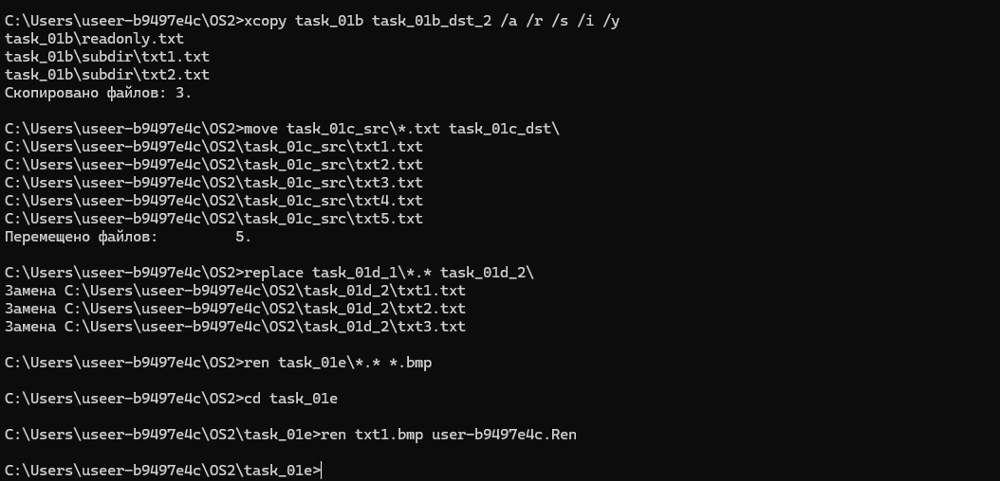 C:\Users\useer-b9497e4c\OS2>xcopy task_01b task_01b_dst_2 /a /r /s /i /y
task_01b\readonly.txt
task_01b\subdir\txt1.txt
task_01b\subdir\txt2.txt
Скопировано файлов: 3.
C:\Users\useer-b9497e4c\OS2>move task_01c_src\*.txt task_01c_dst\
C:\Users\useer-b9497e4c\OS2\task_01c_src\txt1.txt
C:\Users\useer-b9497e4c\OS2\task_01c_src\txt2.txt
C:\Users\useer-b9497e4c\OS2\task_01c_src\txt3.txt
C:\Users\useer-b9497e4c\OS2\task_01c_src\txt4.txt
C:\Users\useer-b9497e4c\OS2\task_01c_src\txt5.txt
Перемещено файлов:         5.
C:\Users\useer-b9497e4c\OS2>replace task_01d_1\*.* task_01d_2\
Замена C:\Users\useer-b9497e4c\OS2\task_01d_2\txt1.txt
Замена C:\Users\useer-b9497e4c\OS2\task_01d_2\txt2.txt
Замена C:\Users\useer-b9497e4c\OS2\task_01d_2\txt3.txt
C:\Users\useer-b9497e4c\OS2>ren task_01e\*.* *.bmp
C:\Users\useer-b9497e4c\OS2>cd task_01e
C:\Users\useer-b9497e4c\OS2\task_01e>ren txt1.bmp user-b9497e4c.Ren
C:\Users\useer-b9497e4c\OS2\task_01e>